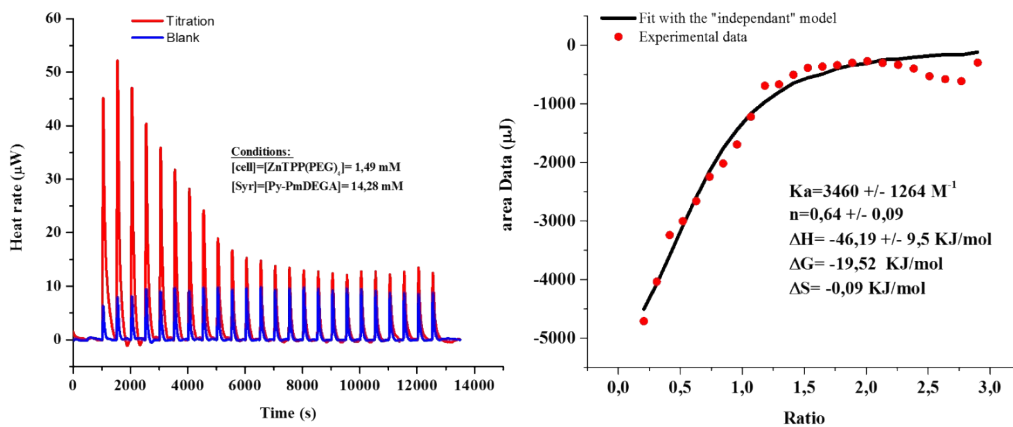 Titration
Blank
60
50
40
30
20
10
0
Heat rate (µW)
Conditions:
[cell]=[ZnTPP(PEG)4]= 1,49 mM
[Syr]=[Py-PmDEGA]= 14,28 mM
0
2000
4000
6000
8000
10000
12000
14000
Time (s)
Fit with the "independant" model
Experimental data
0
-1000
-2000
-3000
-4000
-5000
area Data (µJ)
Ka=3460 +/- 1264 M⁻¹
n=0,64 +/- 0,09
ΔH= -46,19 +/- 9,5 KJ/mol
ΔG= -19,52 KJ/mol
ΔS= -0,09 KJ/mol
0,0
0,5
1,0
1,5
2,0
2,5
3,0
Ratio